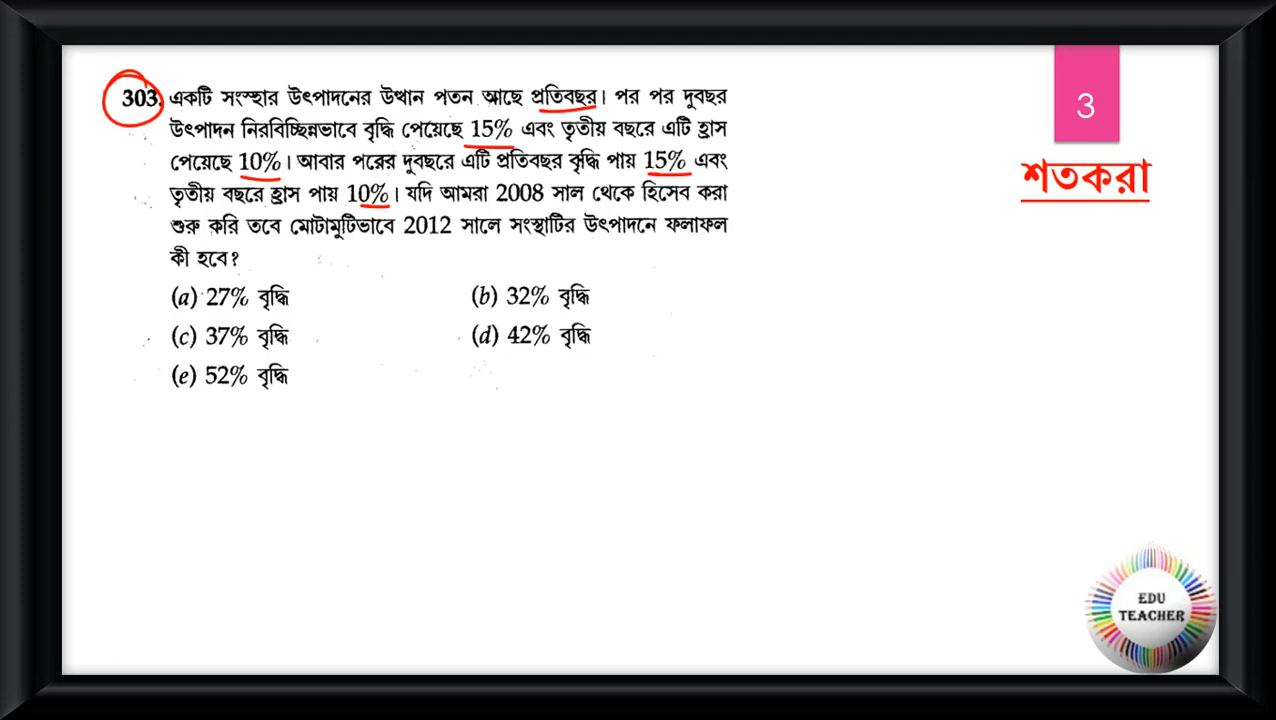 303. একটি সংস্হার উৎপাদনের উত্থান পতন আছে প্রতিবছর। পর পর দুবছর
উৎপাদন নিরবিচ্ছিন্নভাবে বৃদ্ধি পেয়েছে 15% এবং তৃতীয় বছরে এটি হ্রাস
পেয়েছে 10%। আবার পরের দুবছরে এটি প্রতিবছর বৃদ্ধি পায় 15% এবং
তৃতীয় বছরে হ্রাস পায় 10%। যদি আমরা 2008 সাল থেকে হিসেব করা
শুরু করি তবে মোটামুটিভাবে 2012 সালে সংস্থাটির উৎপাদনে ফলাফল
কী হবে?
(a) 27% বৃদ্ধি (b) 32% বৃদ্ধি
(c) 37% বৃদ্ধি (d) 42% বৃদ্ধি
(e) 52% বৃদ্ধি
3
শতকরা
EDU
TEACHER